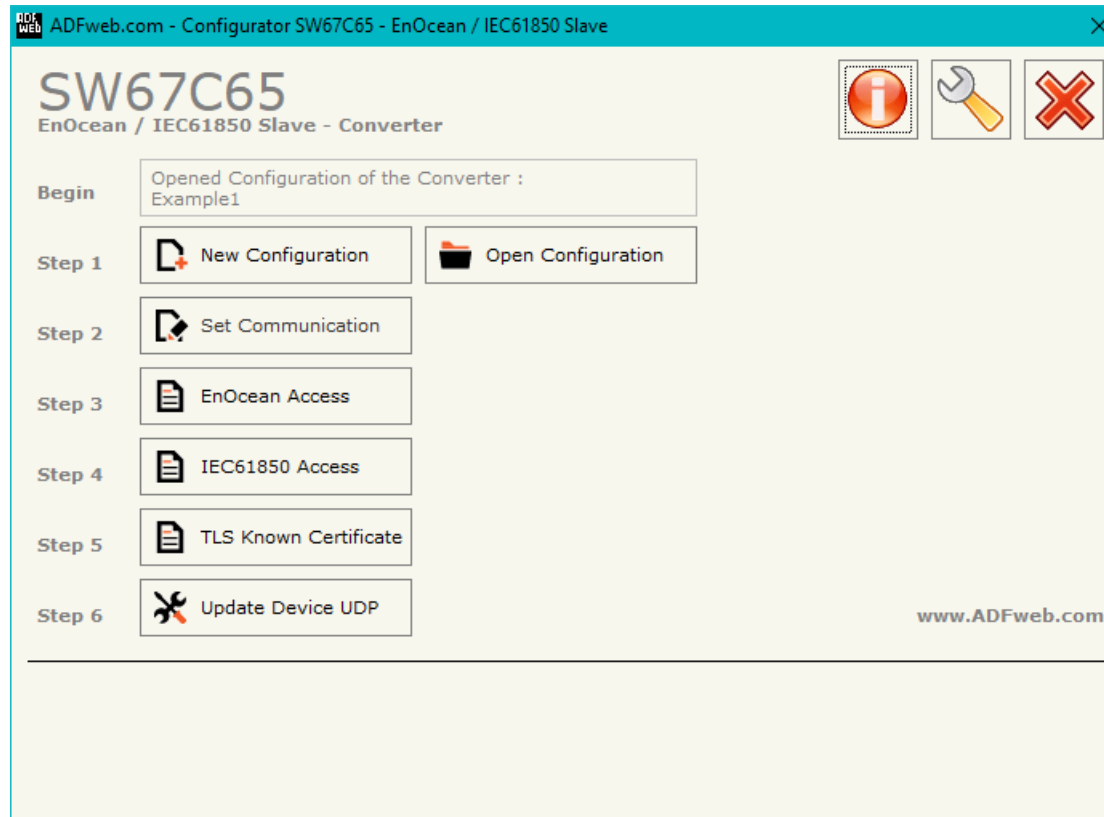 ADF
WEB
ADFweb.com - Configurator SW67C65 - EnOcean / IEC61850 Slave
SW67C65
EnOcean / IEC61850 Slave - Converter
Begin
Opened Configuration of the Converter :
Example1
Step 1
New Configuration
Open Configuration
Step 2
Set Communication
Step 3
EnOcean Access
Step 4
IEC61850 Access
Step 5
TLS Known Certificate
Step 6
Update Device UDP
www.ADFweb.com